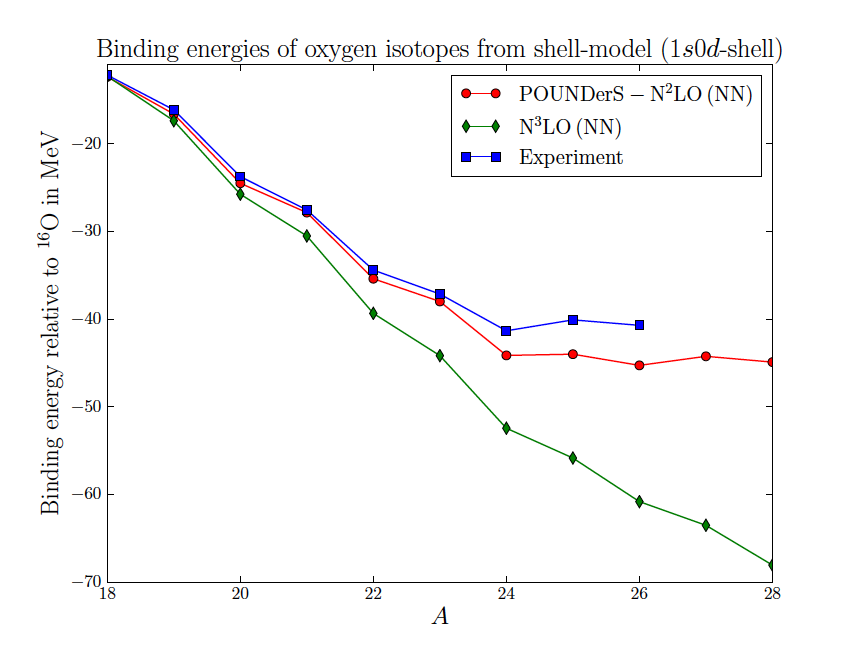 Binding energies of oxygen isotopes from shell-model (1s0d-shell)
POUNDerS − N²LO (NN)
N³LO (NN)
Experiment
Binding energy relative to ¹⁶O in MeV
−20
−30
−40
−50
−60
−70
18
20
22
24
26
28
A